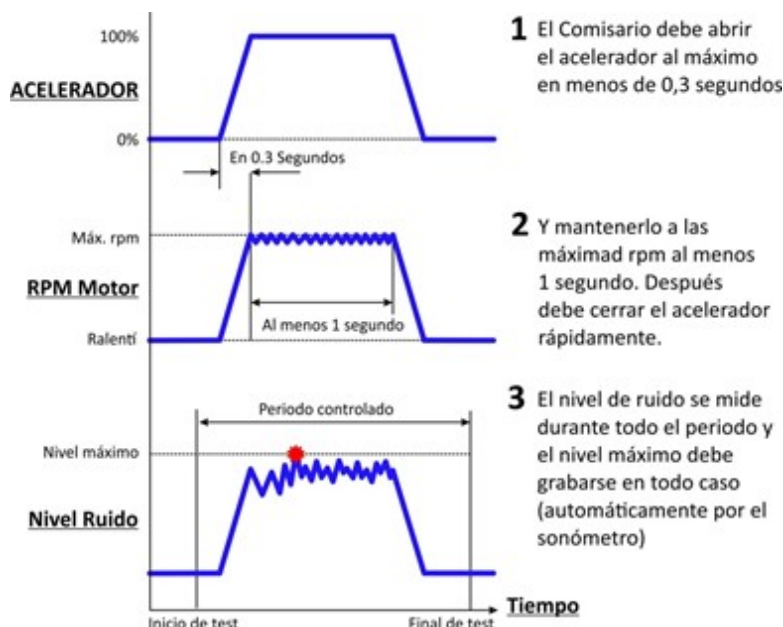 100%
ACELERADOR
0%
En 0.3 Segundos
1 El Comisario debe abrir
el acelerador al máximo
en menos de 0,3 segundos
Máx. rpm
RPM Motor
Al menos 1 segundo
Ralentí
2 Y mantenerlo a las
máximad rpm al menos
1 segundo. Después
debe cerrar el acelerador
rápidamente.
Periodo controlado
Nivel máximo
Nivel Ruido
3 El nivel de ruido se mide
durante todo el periodo y
el nivel máximo debe
grabarse en todo caso
(automáticamente por el
sonómetro)
Tiempo
Inicio de test
Final de test